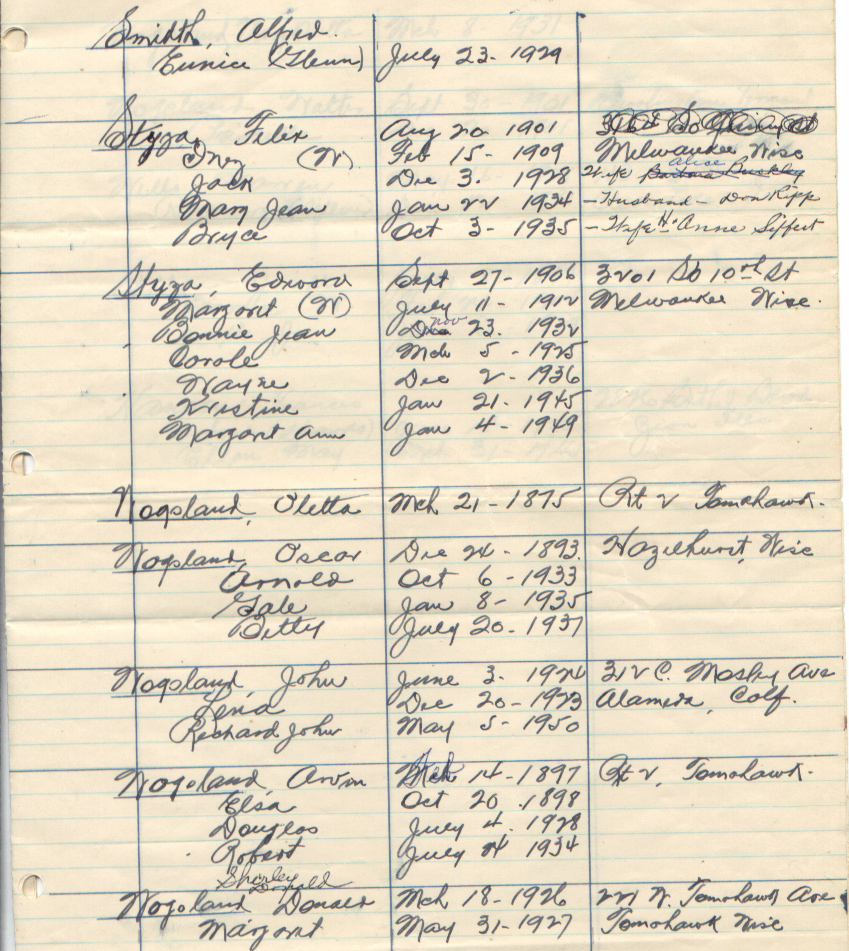 Smidth, Alfred.
Eunice (Glenn) July 23 - 1929
Styza, Felix Aug 20 - 1901
Inez (N) Feb 15 - 1909 Milwaukee, Wisc
Jack Dec 3. 1928 Wife Alice Buckley
Mary Jean Jan 22 1934 - Husband - Don Ripp
Bryce Oct 3 - 1935 - Wife Anne Siffert
Styza, Edward Sept 27 - 1906 3201 So 10th St
Margaret (N) July 11 - 1912 Milwaukee Wisc.
Bonnie Jean Nov 23. 1932
Carole Mch 5 - 1925
Wayne Dec 2 - 1936
Kristine Jan 21 - 1945
Margaret Ann Jan 4 - 1949
Nogoland, Oletta Mch 21 - 1875 Rt 2 Tomahawk.
Nogoland, Oscar Dec 24 - 1893. Hazelhurst, Wisc
Arnold Oct 6 - 1933
Gale Jan 8 - 1935
Betty July 20 - 1937
Nogoland, John June 3. 1924 312 C. Mosley Ave
Lena Dec 20 - 1923 Alameda, Calf.
Richard John May 5 - 1950
Nogoland, Arvin Mch 14 - 1897 Rt 2, Tomahawk.
Elsa Oct 20. 1898
Douglas July 4. 1928
Robert July 24 1934
Shirley Donald
Nogoland Donald Mch 18 - 1926 221 N. Tomahawk Ave
Margaret May 31 - 1927 Tomahawk Wisc